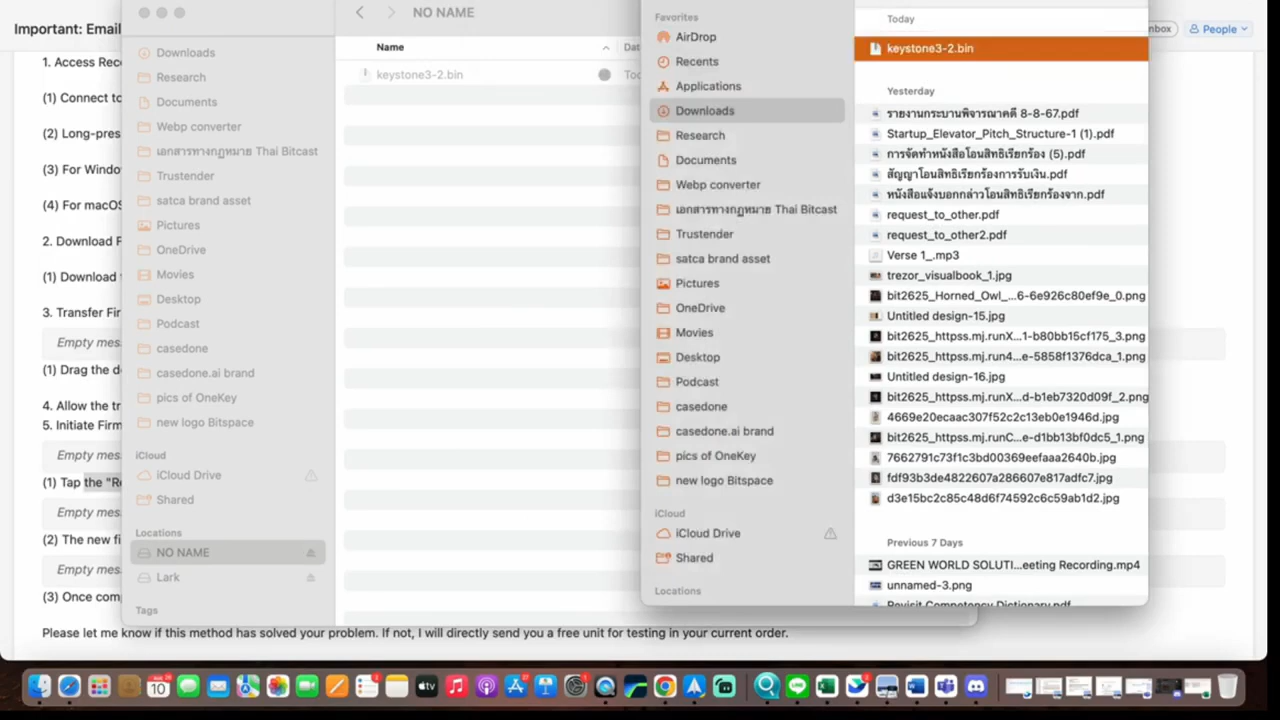 Important: Email
NO NAME
nbox
People
1. Access Reco
(1) Connect to
(2) Long-pres
(3) For Windo
(4) For macOS
2. Download F
(1) Download
3. Transfer Fir
Empty mes
(1) Drag the d
4. Allow the tr
5. Initiate Firm
Empty mes
(1) Tap the "Re
Empty mes
(2) The new fi
Empty mes
(3) Once comp
Please let me know if this method has solved your problem. If not, I will directly send you a free unit for testing in your current order.
Downloads
Research
Documents
Webp converter
เอกสารทางกฎหมาย Thai Bitcast
Trustender
satca brand asset
Pictures
OneDrive
Movies
Desktop
Podcast
casedone
casedone.ai brand
pics of OneKey
new logo Bitspace
iCloud
iCloud Drive
Shared
Locations
NO NAME
Lark
Tags
Name
Dat
keystone3-2.bin
Tod
Favorites
AirDrop
Recents
Applications
Downloads
Research
Documents
Webp converter
เอกสารทางกฎหมาย Thai Bitcast
Trustender
satca brand asset
Pictures
OneDrive
Movies
Desktop
Podcast
casedone
casedone.ai brand
pics of OneKey
new logo Bitspace
iCloud
iCloud Drive
Shared
Locations
Today
keystone3-2.bin
Yesterday
รายงานกระบานพิจารณาคดี 8-8-67.pdf
Startup_Elevator_Pitch_Structure-1 (1).pdf
การจัดทำหนังสือโอนสิทธิเรียกร้อง (5).pdf
สัญญาโอนสิทธิเรียกร้องการรับเงิน.pdf
หนังสือแจ้งบอกกล่าวโอนสิทธิเรียกร้องจาก.pdf
request_to_other.pdf
request_to_other2.pdf
Verse 1_.mp3
trezor_visualbook_1.jpg
bit2625_Horned_Owl_...6-6e926c80ef9e_0.png
Untitled design-15.jpg
bit2625_httpss.mj.runX...1-b80bb15cf175_3.png
bit2625_httpss.mj.run4...e-5858f1376dca_1.png
Untitled design-16.jpg
bit2625_httpss.mj.runX...d-b1eb7320d09f_2.png
4669e20ecaac307f52c2c13eb0e1946d.jpg
bit2625_httpss.mj.runC...e-d1bb13bf0dc5_1.png
7662791c73f1c3bd00369eefaaa2640b.jpg
fdf93b3de4822607a286607e817adfc7.jpg
d3e15bc2c85c48d6f74592c6c59ab1d2.jpg
Previous 7 Days
GREEN WORLD SOLUTI...eeting Recording.mp4
unnamed-3.png
Revisit Competency Dictionary.pdf
10
tv